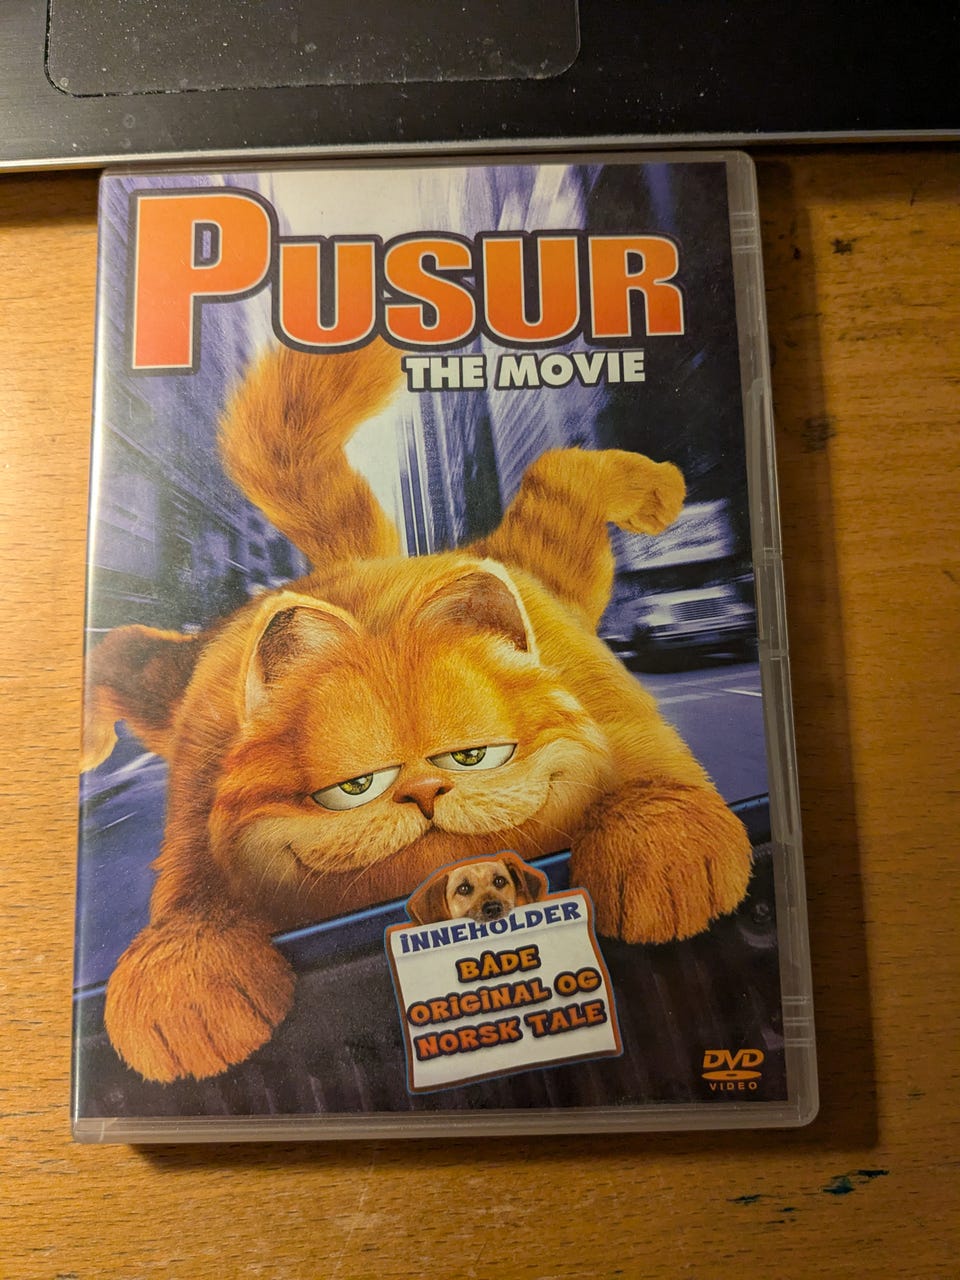 PUSUR
THE MOVIE
iNNEHOLDER
BÅDE
ORiGiNAL OG
NORSK TALE
DVD
VIDEO